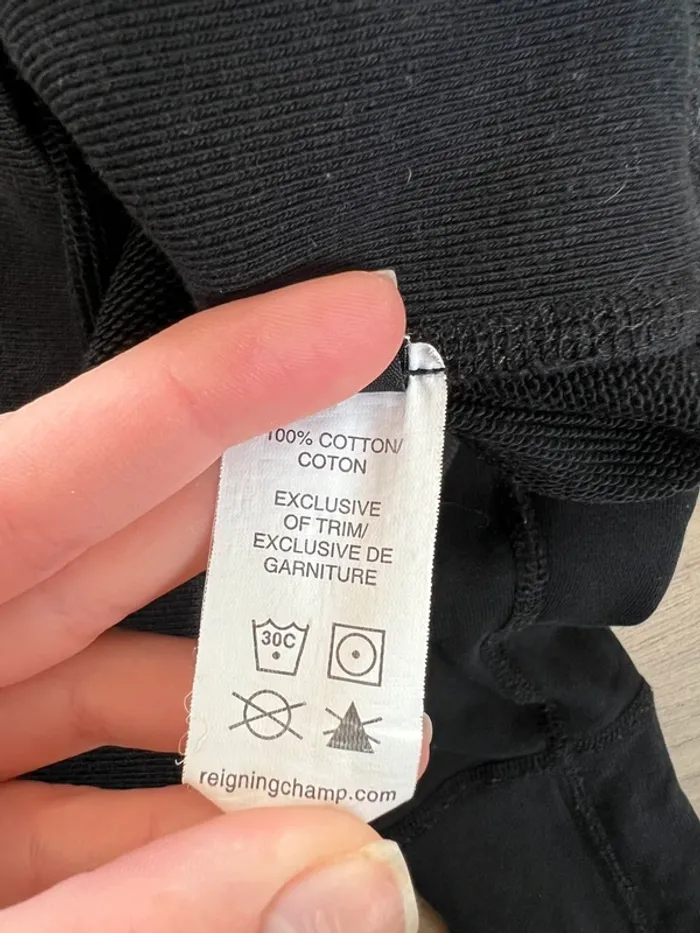 100% COTTON/
COTON
EXCLUSIVE
OF TRIM/
EXCLUSIVE DE
GARNITURE
30C
reigningchamp.com